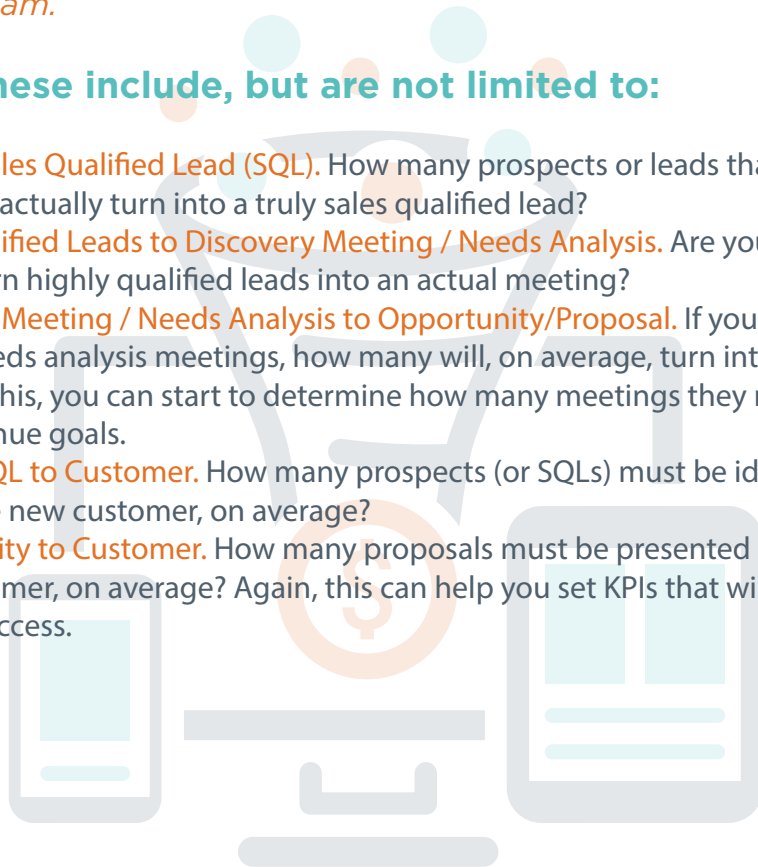 am.
hese include, but are not limited to:
les Qualified Lead (SQL). How many prospects or leads tha
actually turn into a truly sales qualified lead?
ified Leads to Discovery Meeting / Needs Analysis. Are you
rn highly qualified leads into an actual meeting?
Meeting / Needs Analysis to Opportunity/Proposal. If you
eds analysis meetings, how many will, on average, turn int
his, you can start to determine how many meetings they
nue goals.
QL to Customer. How many prospects (or SQLs) must be id
e new customer, on average?
ity to Customer. How many proposals must be presented
mer, on average? Again, this can help you set KPIs that wi
ccess.
$